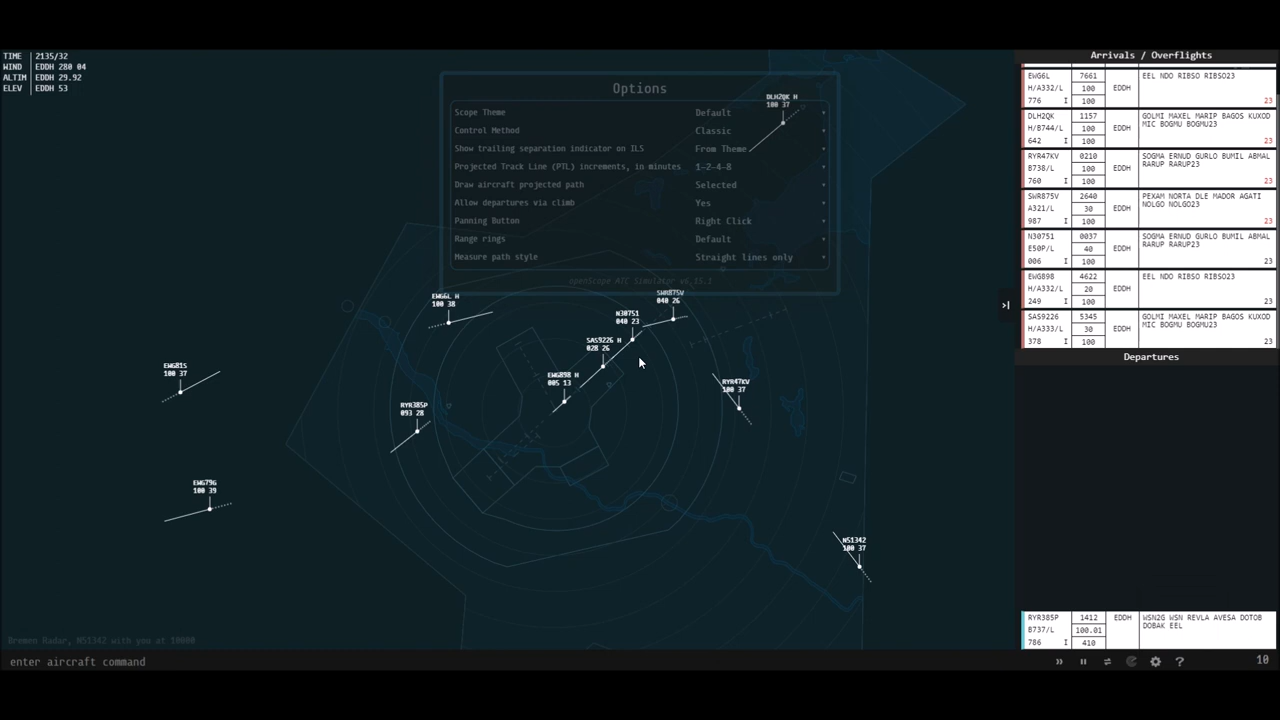 TIME 2135/32
WIND EDDH 280 04
ALTIM EDDH 29.92
ELEV EDDH 53
Options
Scope Theme Default
Control Method Classic
Show trailing separation indicator on ILS From Theme
Projected Track Line (PTL) increments, in minutes 1-2-4-8
Draw aircraft projected path Selected
Allow departures via climb Yes
Panning Button Right Click
Range rings Default
Measure path style Straight lines only
openScope ATC Simulator v6.15.1
DLH2QK H
100 37
EWG6L H
100 38
SWR875V
040 26
N30751
040 23
SAS9226 H
028 26
EWG898 H
005 13
EWG81S
100 37
RYR385P
093 28
RYR47KV
100 37
EWG79G
100 39
N51342
100 37
Bremen Radar, N51342 with you at 10000
enter aircraft command
10
Arrivals / Overflights
EWG6L 7661 EEL NDO RIBSO RIBSO23
H/A332/L 100 EDDH
776 I 100 23
DLH2QK 1157 GOLMI MAXEL MARIP BAGOS KUXOD
H/B744/L 100 EDDH MIC BOGMU BOGMU23
642 I 100 23
RYR47KV 0210 SOGMA ERNUD GURLO BUMIL ABMAL
B738/L 100 EDDH RARUP RARUP23
760 I 100 23
SWR875V 2640 PEXAM NORTA DLE MADOR AGATI
A321/L 30 EDDH NOLGO NOLGO23
987 I 100 23
N30751 0037 SOGMA ERNUD GURLO BUMIL ABMAL
E50P/L 40 EDDH RARUP RARUP23
006 I 100 23
EWG898 4622 EEL NDO RIBSO RIBSO23
H/A332/L 20 EDDH
249 I 100 23
SAS9226 5345 GOLMI MAXEL MARIP BAGOS KUXOD
H/A333/L 30 EDDH MIC BOGMU BOGMU23
378 I 100 23
Departures
RYR385P 1412 EDDH WSN2G WSN REVLA AVESA DOTOB
B737/L 100.01 DOBAK EEL
786 I 410